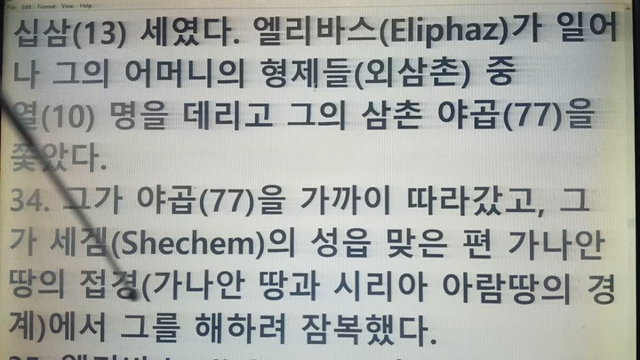 File Edit Format View Help
십삼(13) 세였다. 엘리바스(Eliphaz)가 일어
나 그의 어머니의 형제들(외삼촌) 중
열(10) 명을 데리고 그의 삼촌 야곱(77)을
쫓았다.
34. 그가 야곱(77)을 가까이 따라갔고, 그
가 세겜(Shechem)의 성읍 맞은 편 가나안
땅의 접경(가나안 땅과 시리아 아람땅의 경
계)에서 그를 해하려 잠복했다.